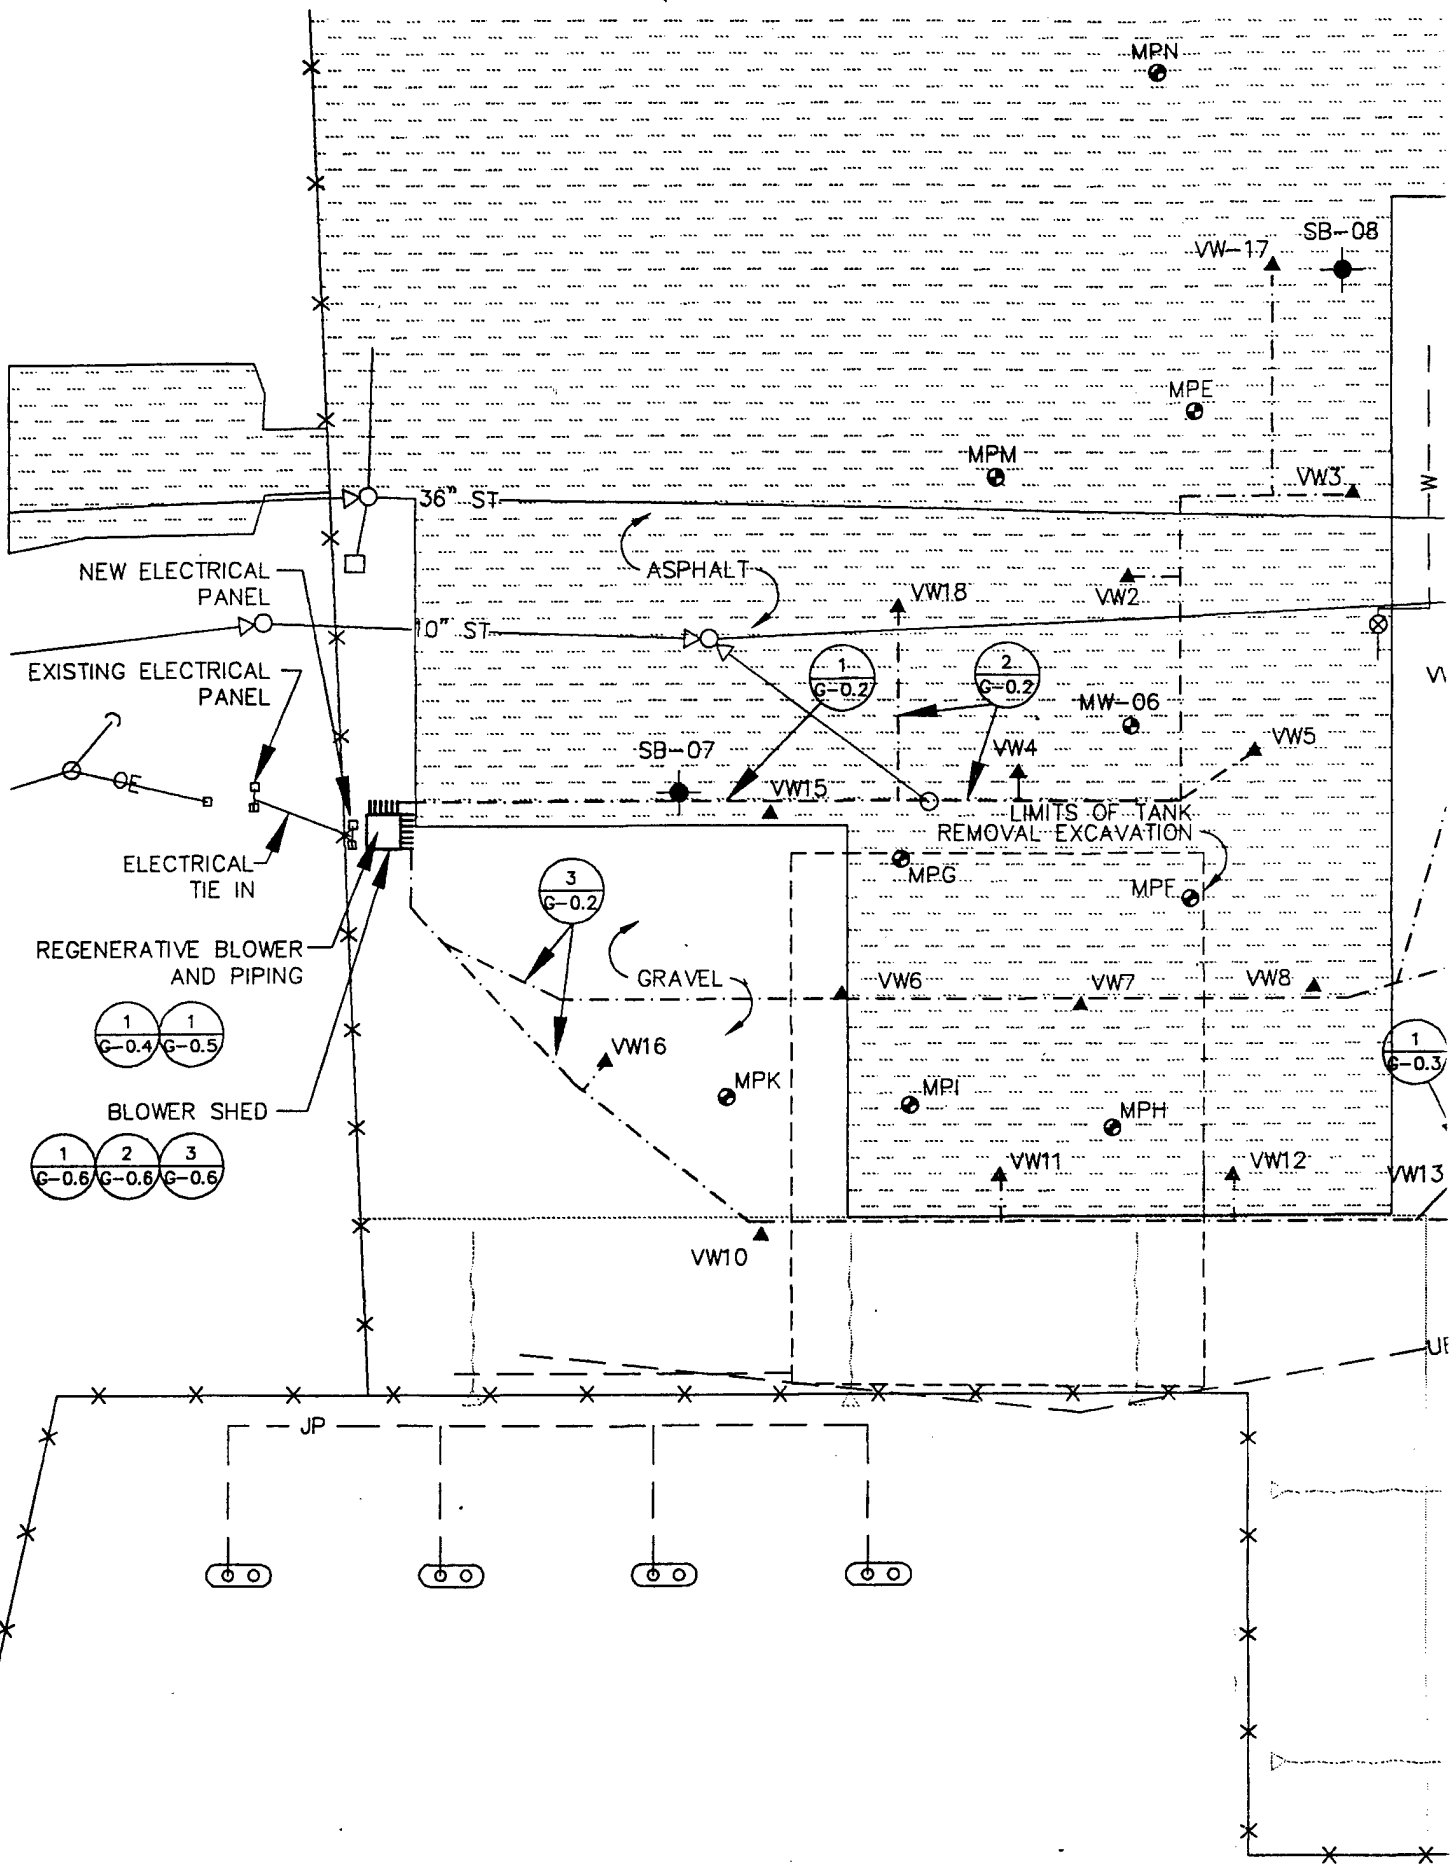 MPN
SB-08
VW-17
MPE
MPM
VW3
36" ST
W
ASPHALT
NEW ELECTRICAL
PANEL
VW18
VW2
10" ST
EXISTING ELECTRICAL
PANEL
1
G-0.2
2
G-0.2
MW-06
VW5
SB-07
VW4
OE
VW15
LIMITS OF TANK
REMOVAL EXCAVATION
ELECTRICAL
TIE IN
3
G-0.2
MPG
MPF
REGENERATIVE BLOWER
AND PIPING
GRAVEL
VW6
VW7
VW8
1
G-0.4
1
G-0.5
VW16
1
G-0.3
MPK
MPI
MPH
BLOWER SHED
1
G-0.6
2
G-0.6
3
G-0.6
VW11
VW12
VW13
VW10
JP